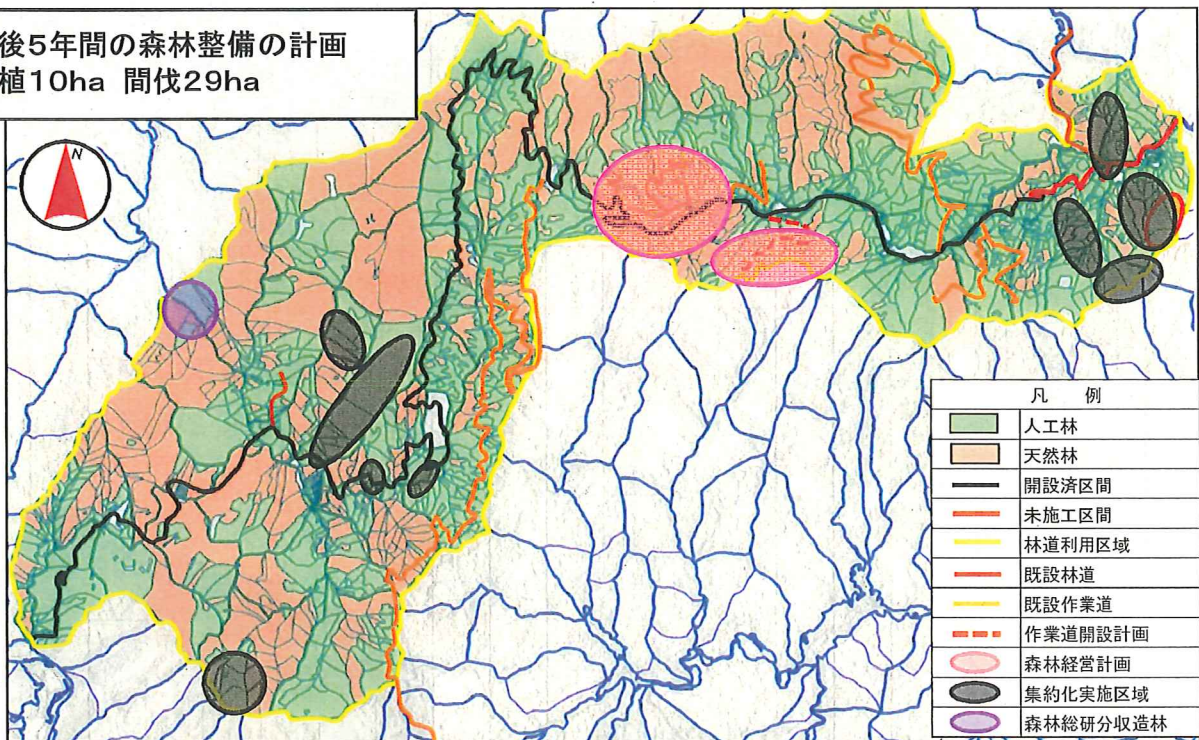 後5年間の森林整備の計画
植10ha 間伐29ha
N
凡 例
人工林
天然林
開設済区間
未施工区間
林道利用区域
既設林道
既設作業道
作業道開設計画
森林経営計画
集約化実施区域
森林総研分収造林